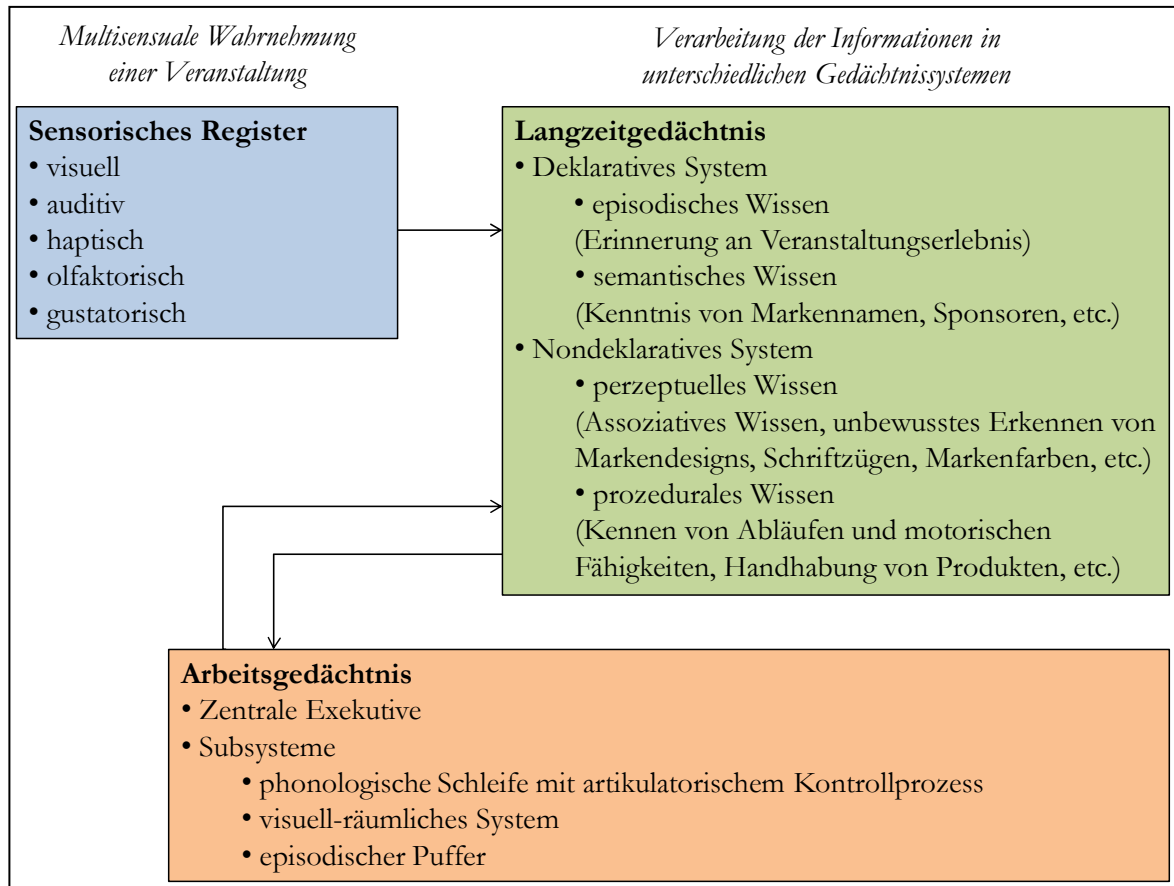 Multisensuale Wahrnehmung
einer Veranstaltung
Verarbeitung der Informationen in
unterschiedlichen Gedächtnissystemen
Sensorisches Register
• visuell
• auditiv
• haptisch
• olfaktorisch
• gustatorisch
Langzeitgedächtnis
• Deklaratives System
• episodisches Wissen
(Erinnerung an Veranstaltungserlebnis)
• semantisches Wissen
(Kenntnis von Markennamen, Sponsoren, etc.)
• Nondeklaratives System
• perzeptuelles Wissen
(Assoziatives Wissen, unbewusstes Erkennen von
Markendesigns, Schriftzügen, Markenfarben, etc.)
• prozedurales Wissen
(Kennen von Abläufen und motorischen
Fähigkeiten, Handhabung von Produkten, etc.)
Arbeitsgedächtnis
• Zentrale Exekutive
• Subsysteme
• phonologische Schleife mit artikulatorischem Kontrollprozess
• visuell-räumliches System
• episodischer Puffer